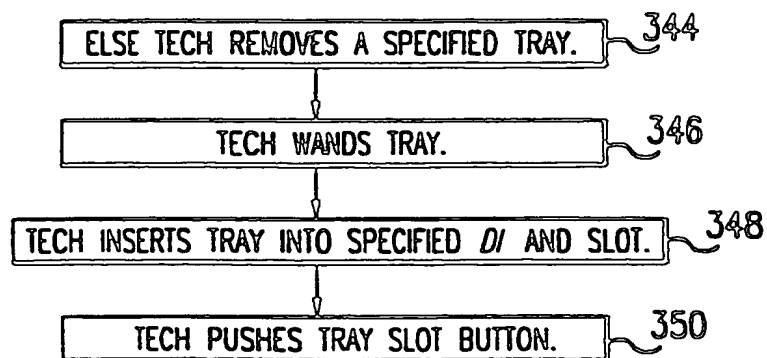 ELSE TECH REMOVES A SPECIFIED TRAY.
344
TECH WANDS TRAY.
346
TECH INSERTS TRAY INTO SPECIFIED DI AND SLOT.
348
TECH PUSHES TRAY SLOT BUTTON.
350